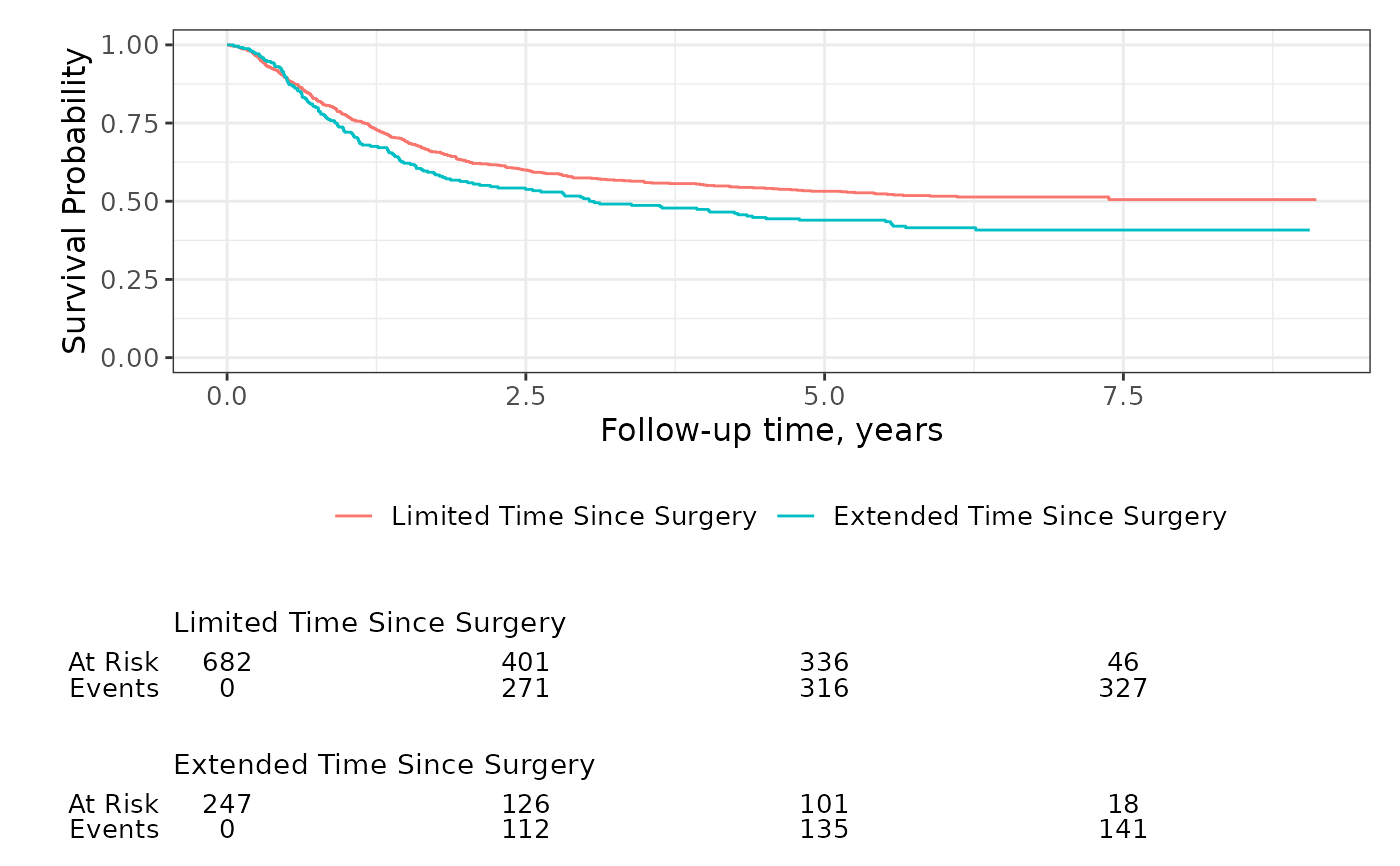 Survival Probability
1.00
0.75
0.50
0.25
0.00
0.0 2.5 5.0 7.5
Follow-up time, years
Limited Time Since Surgery Extended Time Since Surgery
Limited Time Since Surgery
At Risk 682 401 336 46
Events 0 271 316 327
Extended Time Since Surgery
At Risk 247 126 101 18
Events 0 112 135 141